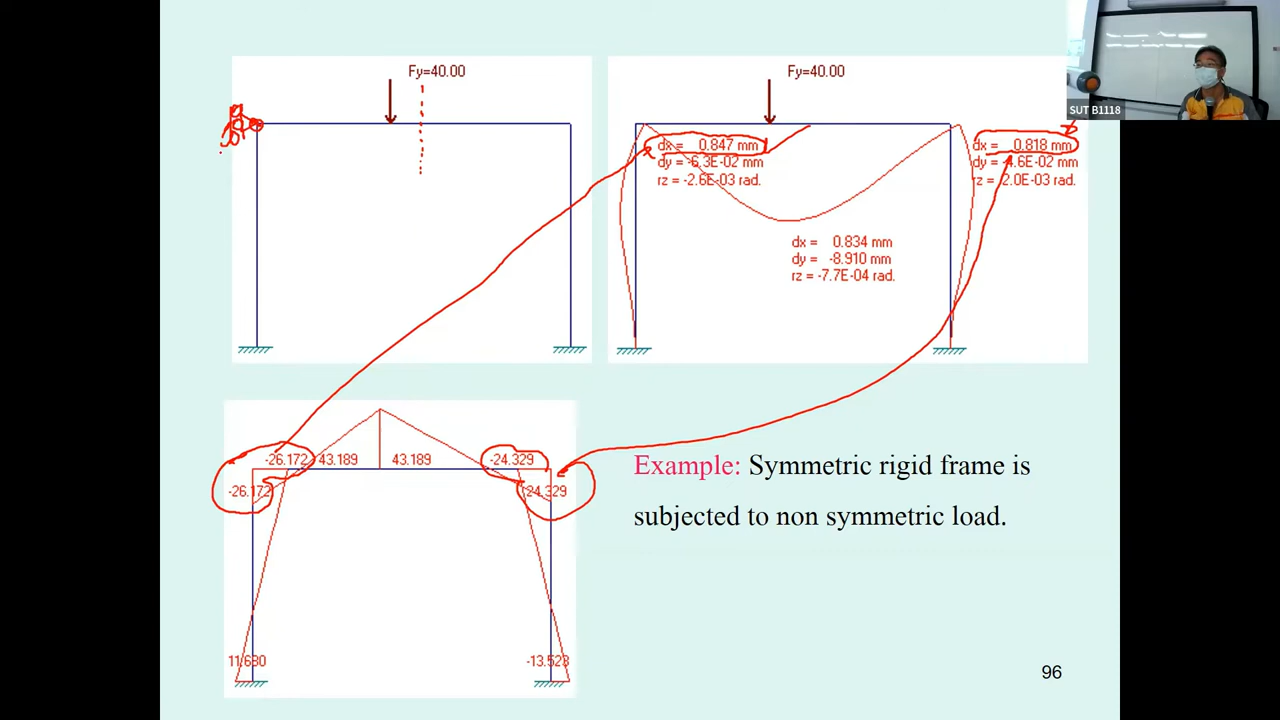 Fy=40.00
Fy=40.00
SUT B1118
dx = 0.847 mm
dy = -6.3E-02 mm
rz = -2.6E-03 rad.
dx = 0.818 mm
dy = -4.6E-02 mm
rz = -2.0E-03 rad.
dx = 0.834 mm
dy = -8.910 mm
rz = -7.7E-04 rad.
-26.172 43.189 43.189 -24.329
-26.172 -24.329
11.680 -13.523
Example: Symmetric rigid frame is
subjected to non symmetric load.
96